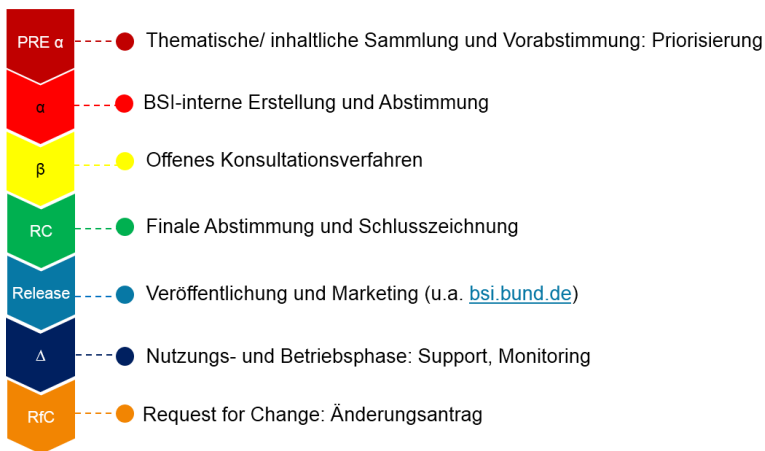 PRE α Thematische/ inhaltliche Sammlung und Vorabstimmung: Priorisierung
α BSI-interne Erstellung und Abstimmung
β Offenes Konsultationsverfahren
RC Finale Abstimmung und Schlusszeichnung
Release Veröffentlichung und Marketing (u.a. bsi.bund.de)
Δ Nutzungs- und Betriebsphase: Support, Monitoring
RfC Request for Change: Änderungsantrag